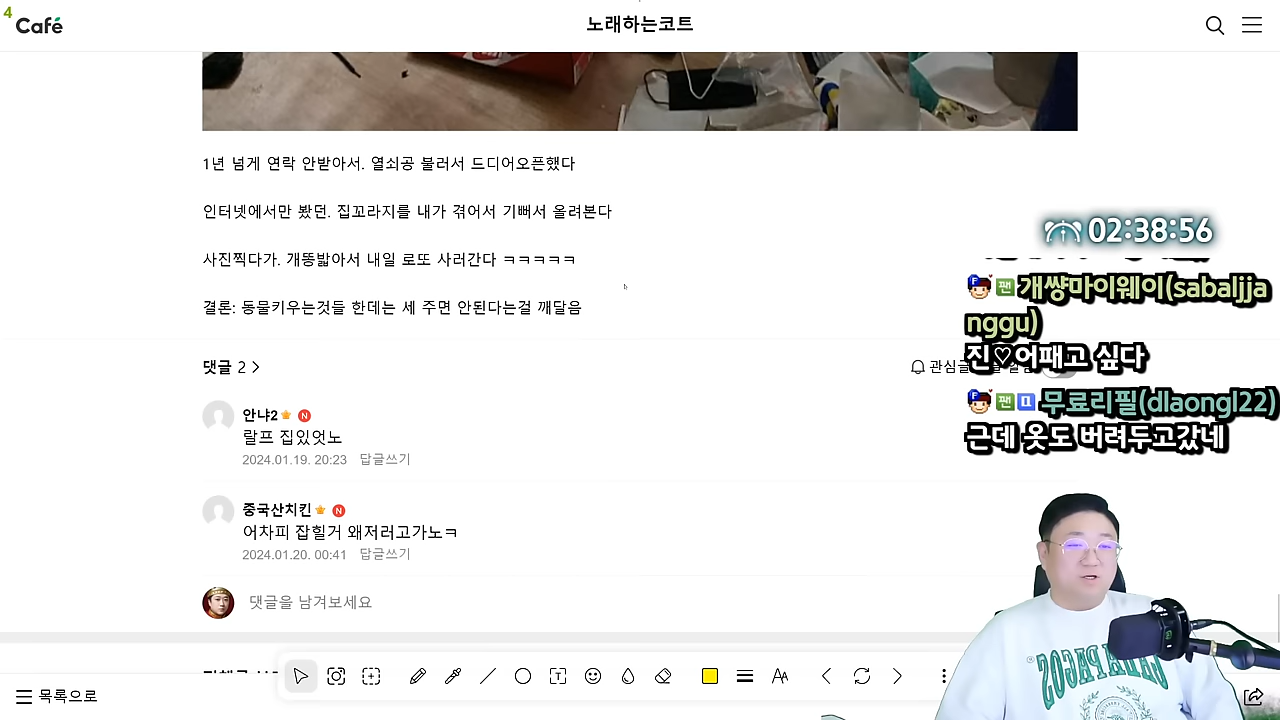 4
Café
노래하는코트
1년 넘게 연락 안받아서. 열쇠공 불러서 드디어오픈했다
인터넷에서만 봤던. 집꼬라지를 내가 겪어서 기뻐서 올려본다
사진찍다가. 개똥밟아서 내일 로또 사러간다 ㅋㅋㅋㅋㅋ
결론: 동물키우는것들 한데는 세 주면 안된다는걸 깨달음
댓글 2
관심글
안냐2 N
랄프 집있엇노
2024.01.19. 20:23 답글쓰기
중국산치킨 N
어차피 잡힐거 왜저러고가노ㅋ
2024.01.20. 00:41 답글쓰기
댓글을 남겨보세요
목록으로
02:38:56
F 팬 개썅마이웨이(sabaljja
nggu)
진♡어패고 싶다
F 팬 무료리필(dlaongl22)
근데 옷도 버려두고갔네
GALAPAGOS